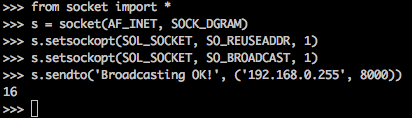 >>> from socket import *
>>> s = socket(AF_INET, SOCK_DGRAM)
>>> s.setsockopt(SOL_SOCKET, SO_REUSEADDR, 1)
>>> s.setsockopt(SOL_SOCKET, SO_BROADCAST, 1)
>>> s.sendto('Broadcasting OK!', ('192.168.0.255', 8000))
16
>>>